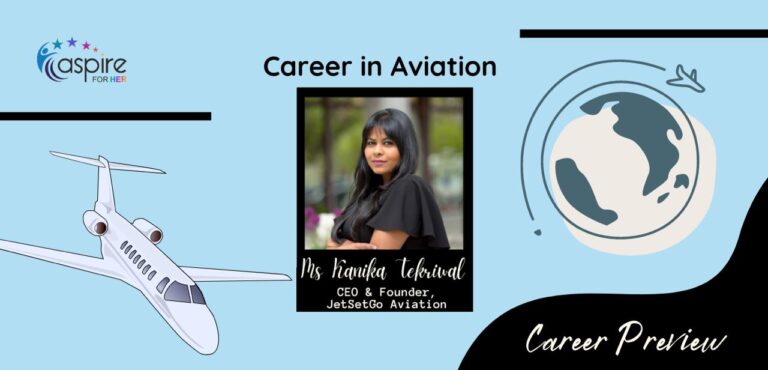 aspire
FOR HER
Career in Aviation
Ms Kanika Tekriwal
CEO & Founder,
JetSetGo Aviation
Career Preview